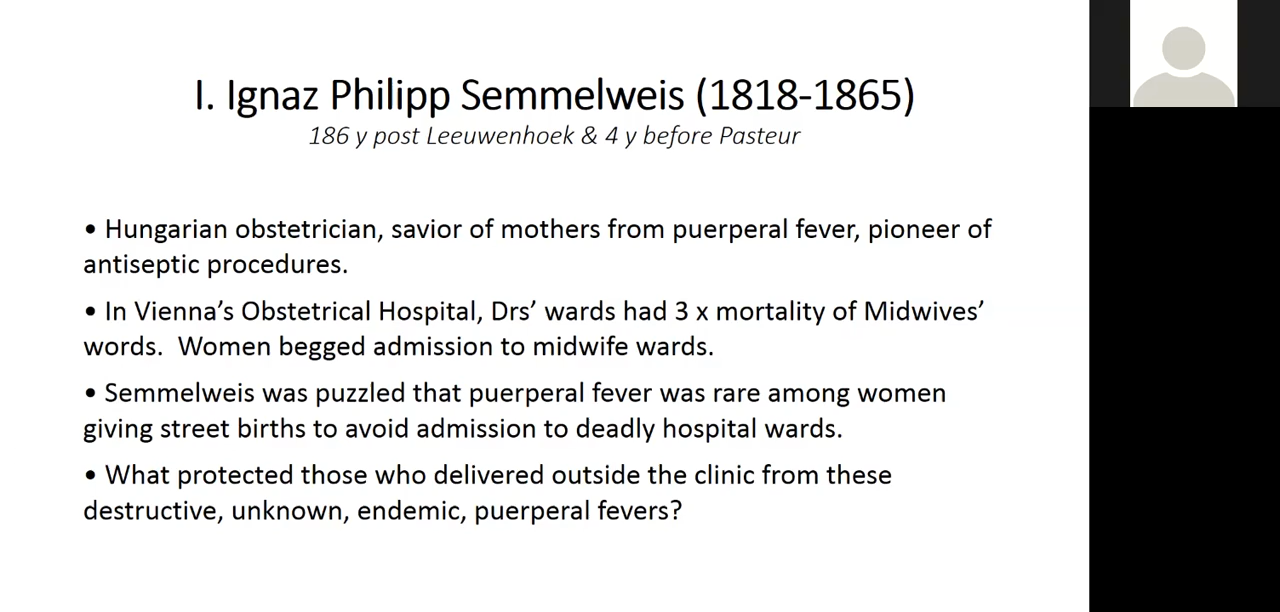 I. Ignaz Philipp Semmelweis (1818-1865)
186 y post Leeuwenhoek & 4 y before Pasteur
• Hungarian obstetrician, savior of mothers from puerperal fever, pioneer of
antiseptic procedures.
• In Vienna’s Obstetrical Hospital, Drs’ wards had 3 x mortality of Midwives’
words.  Women begged admission to midwife wards.
• Semmelweis was puzzled that puerperal fever was rare among women
giving street births to avoid admission to deadly hospital wards.
• What protected those who delivered outside the clinic from these
destructive, unknown, endemic, puerperal fevers?